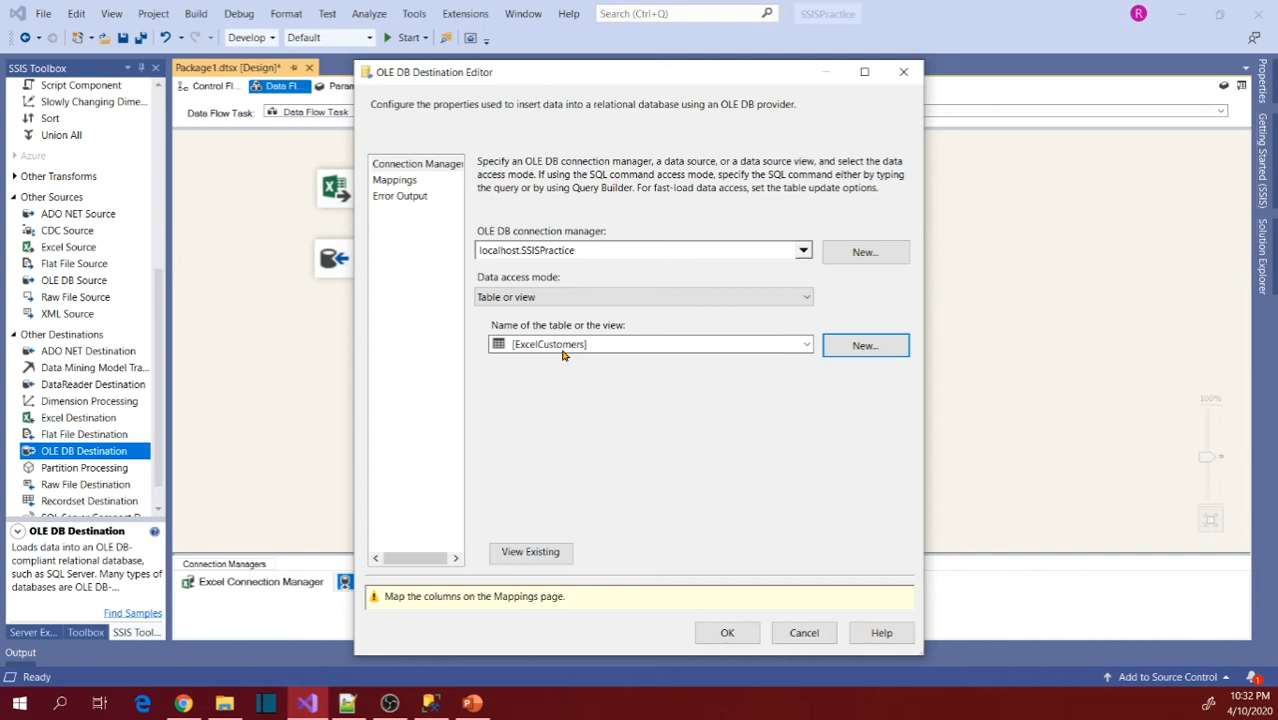 File Edit View Project Build Debug Format Test Analyze Tools Extensions Window Help Search (Ctrl+Q) SSISPractice R
Develop Default Start
SSIS Toolbox
Script Component
Slowly Changing Dime...
Sort
Union All
Azure
Other Transforms
Other Sources
ADO NET Source
CDC Source
Excel Source
Flat File Source
OLE DB Source
Raw File Source
XML Source
Other Destinations
ADO NET Destination
Data Mining Model Tra...
DataReader Destination
Dimension Processing
Excel Destination
Flat File Destination
OLE DB Destination
Partition Processing
Raw File Destination
Recordset Destination
OLE DB Destination
Loads data into an OLE DB-
compliant relational database,
such as SQL Server. Many types of
databases are OLE DB-
Find Samples
Server Ex... Toolbox SSIS Tool...
Package1.dtsx [Design]*
Control Fl... Data Fl... Param
Data Flow Task: Data Flow Task
Connection Managers
Excel Connection Manager
OLE DB Destination Editor
Configure the properties used to insert data into a relational database using an OLE DB provider.
Connection Manager
Mappings
Error Output
Specify an OLE DB connection manager, a data source, or a data source view, and select the data
access mode. If using the SQL command access mode, specify the SQL command either by typing
the query or by using Query Builder. For fast-load data access, set the table update options.
OLE DB connection manager:
localhost.SSISPractice New...
Data access mode:
Table or view
Name of the table or the view:
[ExcelCustomers] New...
View Existing
Map the columns on the Mappings page.
OK Cancel Help
100%
Properties
Getting Started (SSIS)
Solution Explorer
Output
Ready Add to Source Control
10:32 PM
4/10/2020